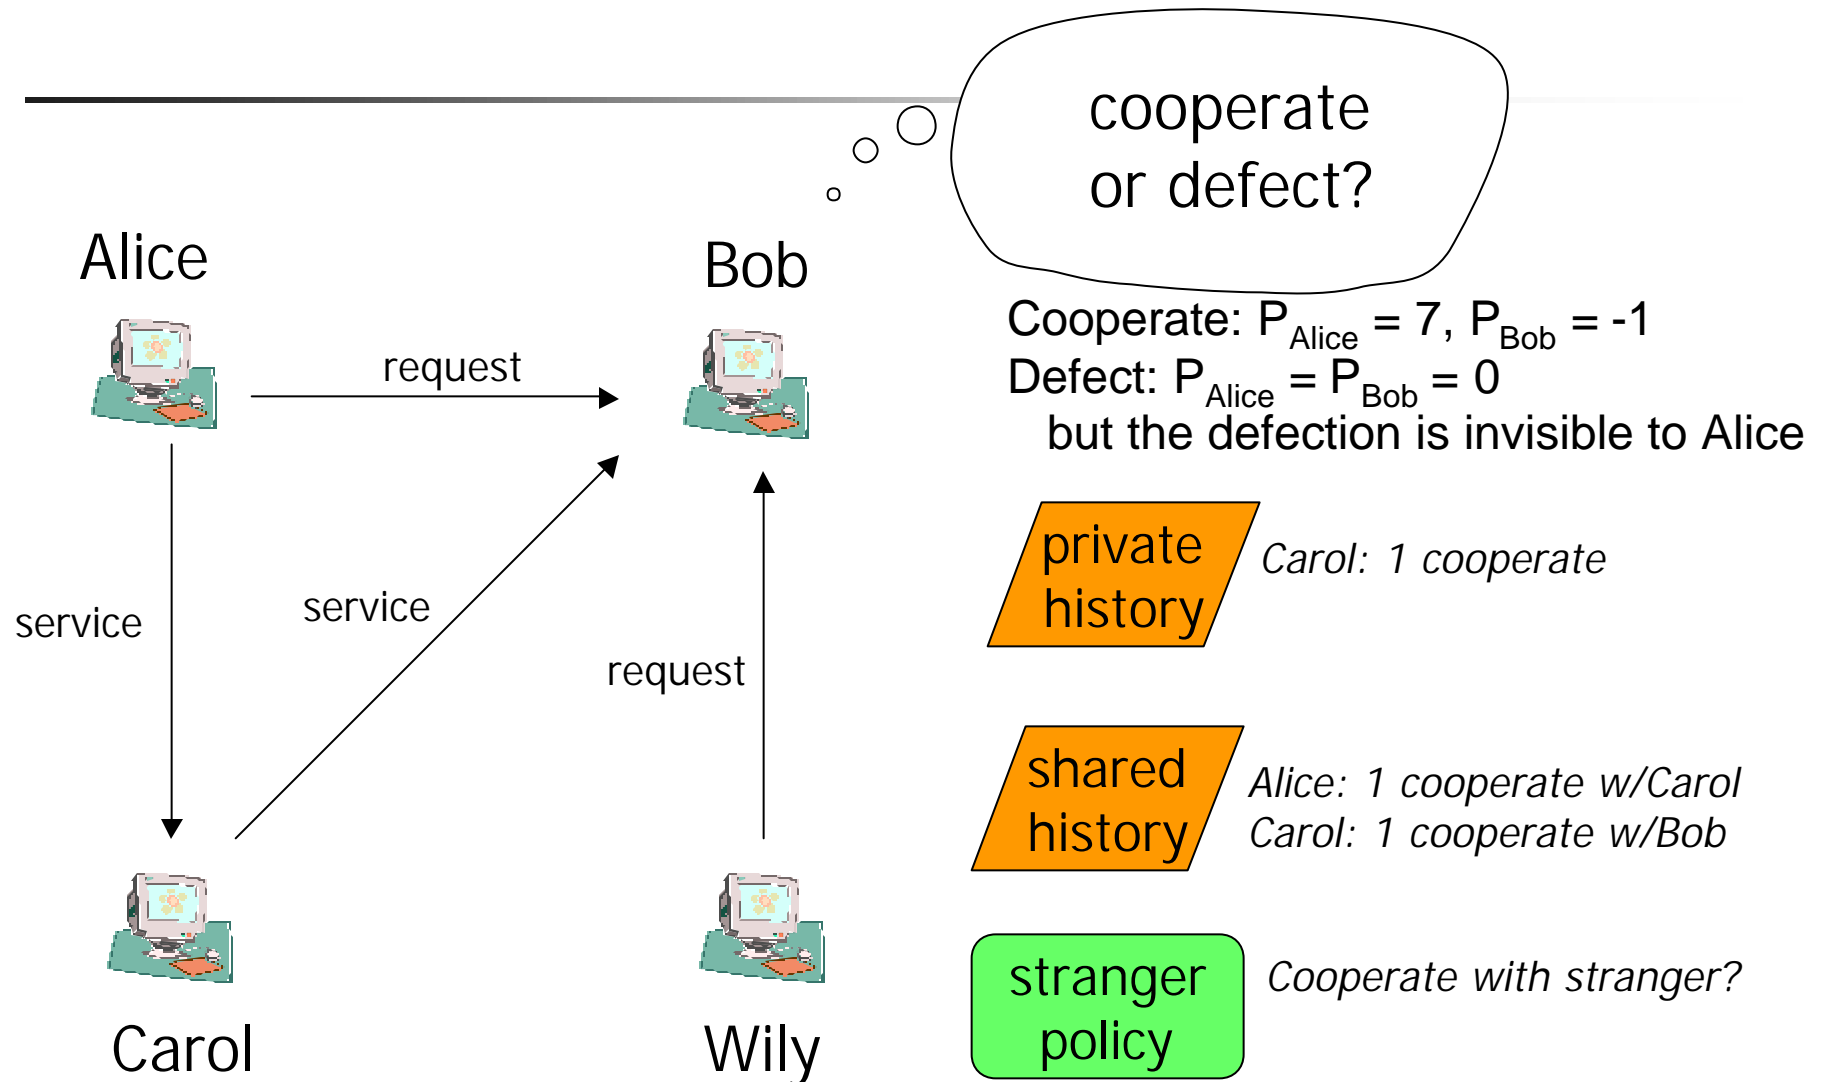 cooperate
or defect?
Alice
Bob
Cooperate: P_Alice = 7, P_Bob = -1
Defect: P_Alice = P_Bob = 0
but the defection is invisible to Alice
request
private
history
Carol: 1 cooperate
service
service
request
shared
history
Alice: 1 cooperate w/Carol
Carol: 1 cooperate w/Bob
stranger
policy
Cooperate with stranger?
Carol
Wily